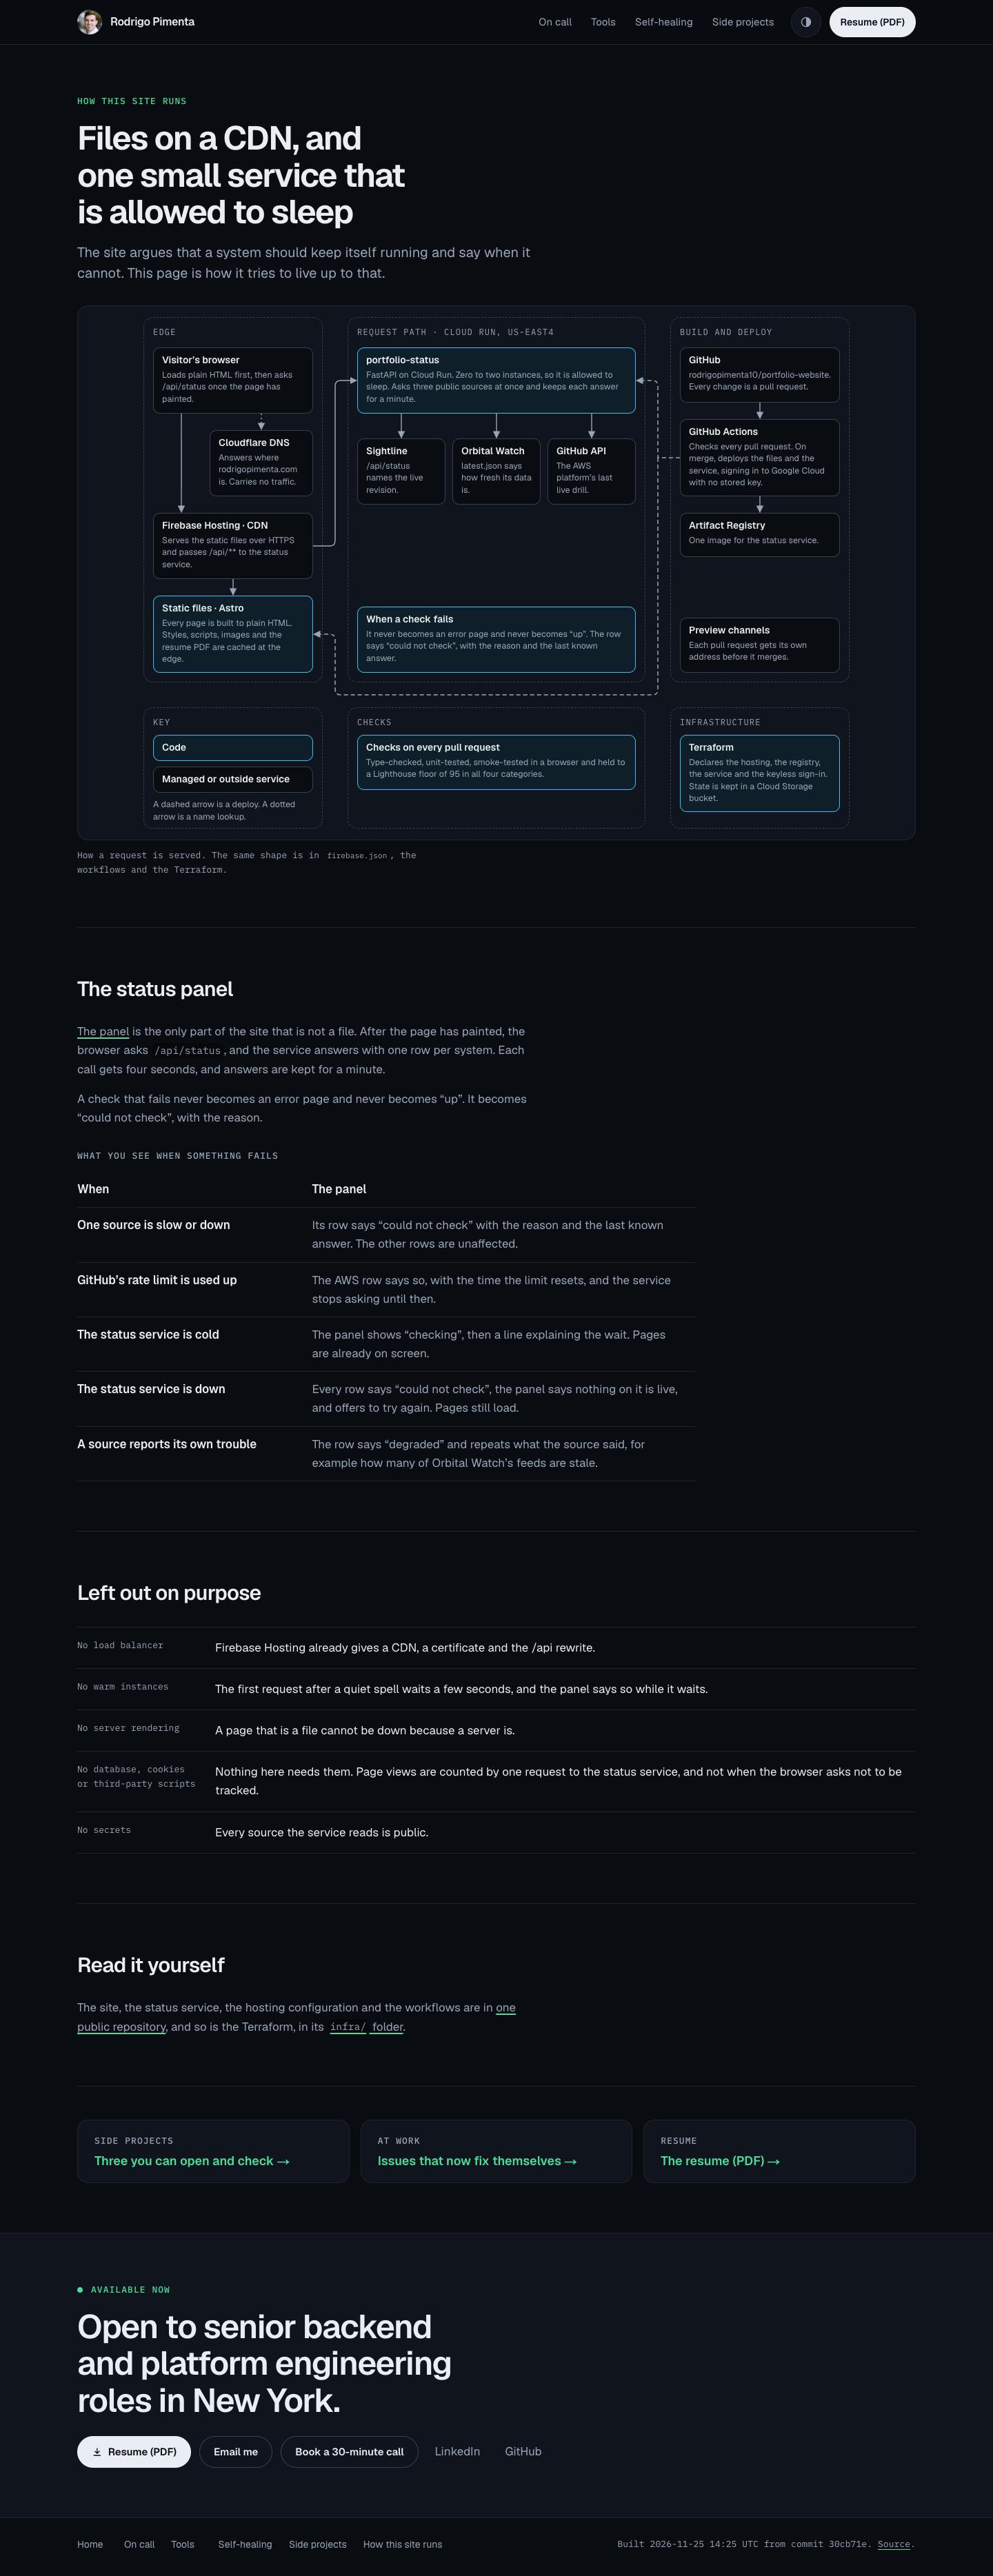 Rodrigo Pimenta
On call
Tools
Self-healing
Side projects
Resume (PDF)
HOW THIS SITE RUNS
Files on a CDN, and
one small service that
is allowed to sleep
The site argues that a system should keep itself running and say when it
cannot. This page is how it tries to live up to that.
EDGE
Visitor’s browser
Loads plain HTML first, then asks
/api/status once the page has
painted.
Cloudflare DNS
Answers where
rodrigopimenta.com
is. Carries no traffic.
Firebase Hosting · CDN
Serves the static files over HTTPS
and passes /api/** to the status
service.
Static files · Astro
Every page is built to plain HTML.
Styles, scripts, images and the
resume PDF are cached at the
edge.
REQUEST PATH · CLOUD RUN, US-EAST4
portfolio-status
FastAPI on Cloud Run. Zero to two instances, so it is allowed to
sleep. Asks three public sources at once and keeps each answer
for a minute.
Sightline
/api/status
names the live
revision.
Orbital Watch
latest.json says
how fresh its data
is.
GitHub API
The AWS
platform’s last
live drill.
When a check fails
It never becomes an error page and never becomes “up”. The row
says “could not check”, with the reason and the last known
answer.
BUILD AND DEPLOY
GitHub
rodrigopimenta10/portfolio-website.
Every change is a pull request.
GitHub Actions
Checks every pull request. On
merge, deploys the files and the
service, signing in to Google Cloud
with no stored key.
Artifact Registry
One image for the status service.
Preview channels
Each pull request gets its own
address before it merges.
KEY
Code
Managed or outside service
A dashed arrow is a deploy. A dotted
arrow is a name lookup.
CHECKS
Checks on every pull request
Type-checked, unit-tested, smoke-tested in a browser and held to
a Lighthouse floor of 95 in all four categories.
INFRASTRUCTURE
Terraform
Declares the hosting, the registry,
the service and the keyless sign-in.
State is kept in a Cloud Storage
bucket.
How a request is served. The same shape is in firebase.json, the
workflows and the Terraform.
The status panel
The panel is the only part of the site that is not a file. After the page has painted, the
browser asks /api/status, and the service answers with one row per system. Each
call gets four seconds, and answers are kept for a minute.
A check that fails never becomes an error page and never becomes “up”. It becomes
“could not check”, with the reason.
WHAT YOU SEE WHEN SOMETHING FAILS
When
The panel
One source is slow or down
Its row says “could not check” with the reason and the last known
answer. The other rows are unaffected.
GitHub’s rate limit is used up
The AWS row says so, with the time the limit resets, and the service
stops asking until then.
The status service is cold
The panel shows “checking”, then a line explaining the wait. Pages
are already on screen.
The status service is down
Every row says “could not check”, the panel says nothing on it is live,
and offers to try again. Pages still load.
A source reports its own trouble
The row says “degraded” and repeats what the source said, for
example how many of Orbital Watch’s feeds are stale.
Left out on purpose
No load balancer
Firebase Hosting already gives a CDN, a certificate and the /api rewrite.
No warm instances
The first request after a quiet spell waits a few seconds, and the panel says so while it waits.
No server rendering
A page that is a file cannot be down because a server is.
No database, cookies
or third-party scripts
Nothing here needs them. Page views are counted by one request to the status service, and not when the browser asks not to be
tracked.
No secrets
Every source the service reads is public.
Read it yourself
The site, the status service, the hosting configuration and the workflows are in one
public repository, and so is the Terraform, in its infra/ folder.
SIDE PROJECTS
Three you can open and check →
AT WORK
Issues that now fix themselves →
RESUME
The resume (PDF) →
AVAILABLE NOW
Open to senior backend
and platform engineering
roles in New York.
Resume (PDF)
Email me
Book a 30-minute call
LinkedIn
GitHub
Home
On call
Tools
Self-healing
Side projects
How this site runs
Built 2026-11-25 14:25 UTC from commit 30cb71e. Source.